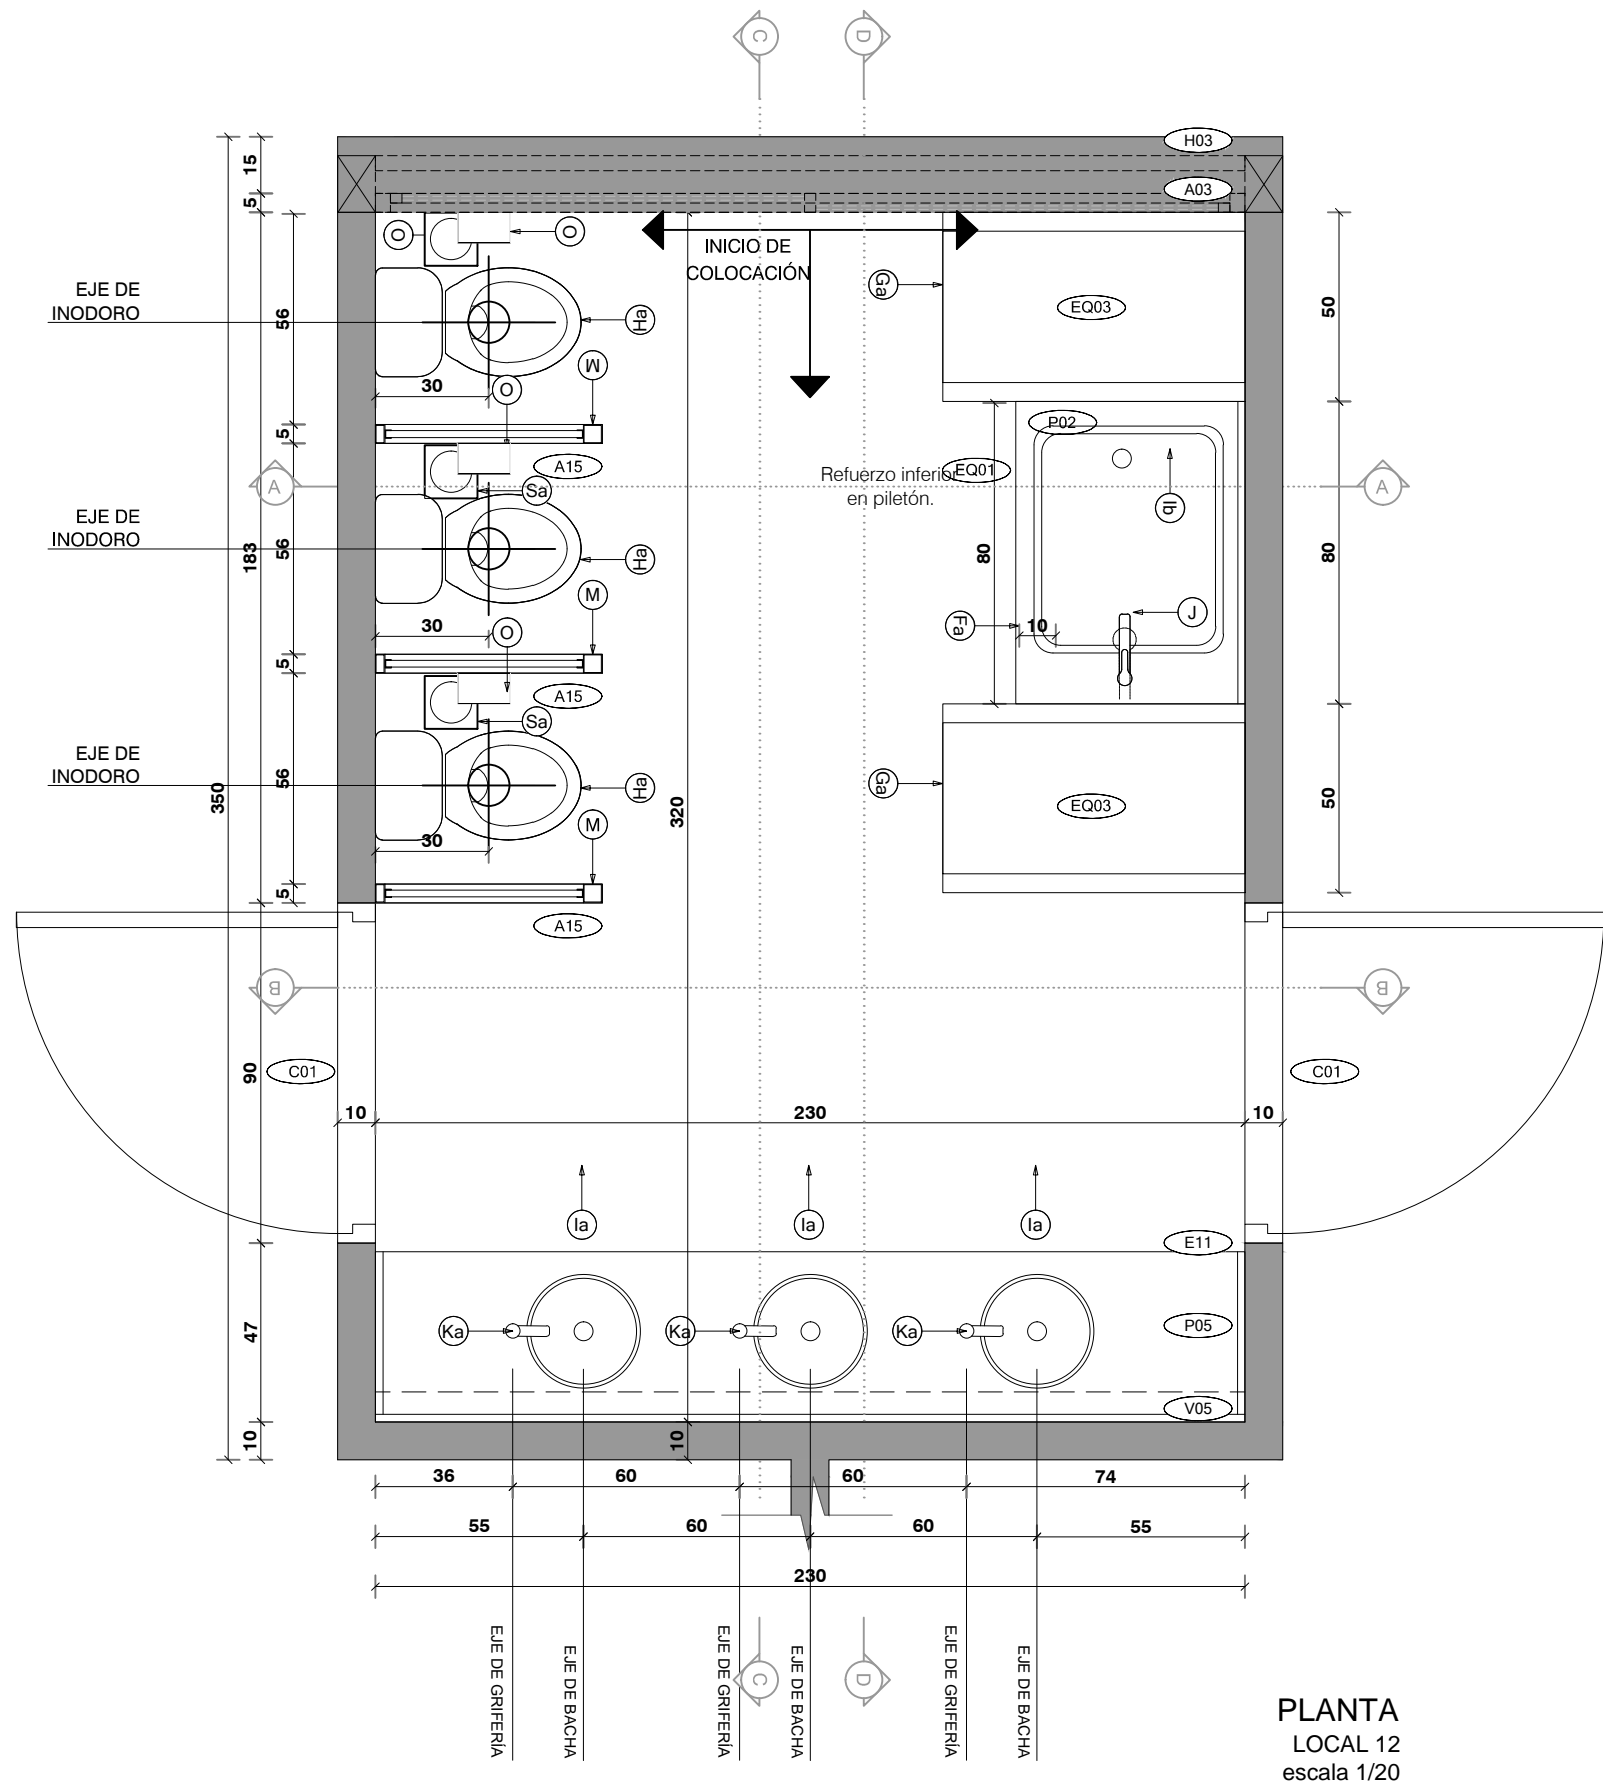 C
D
H03
A03
15
5
O
O
INICIO DE
COLOCACIÓN
Ga
EQ03
50
EJE DE
INODORO
56
Ha
M
30
O
5
P02
A15
Refuerzo inferior
en piletón.
EQ01
A
A
Sa
Ib
EJE DE
INODORO
183
56
Ha
80
80
M
J
30
O
Fa
10
5
A15
Sa
EJE DE
INODORO
350
56
Ha
320
Ga
EQ03
50
M
30
5
A15
B
B
90
C01
C01
10
230
10
Ia
Ia
Ia
E11
47
Ka
Ka
Ka
P05
V05
10
10
36
60
60
74
55
60
60
55
230
EJE DE GRIFERÍA
EJE DE BACHA
EJE DE GRIFERÍA
C
EJE DE BACHA
D
EJE DE GRIFERÍA
EJE DE BACHA
PLANTA
LOCAL 12
escala 1/20